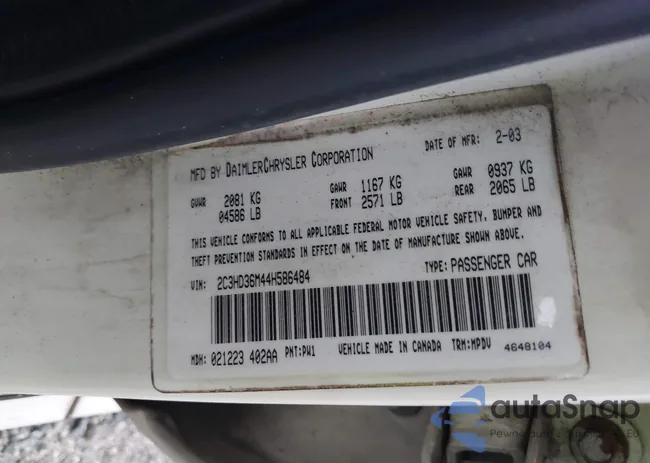 MFD BY DAIMLERCHRYSLER CORPORATION DATE OF MFR: 2-03
GVWR 2081 KG 04586 LB GAWR FRONT 1167 KG 2571 LB GAWR REAR 0937 KG 2065 LB
THIS VEHICLE CONFORMS TO ALL APPLICABLE FEDERAL MOTOR VEHICLE SAFETY, BUMPER AND
THEFT PREVENTION STANDARDS IN EFFECT ON THE DATE OF MANUFACTURE SHOWN ABOVE.
VIN: 2C3HD36M44H586484 TYPE: PASSENGER CAR
MDH: 021223 402AA PNT:PW1 VEHICLE MADE IN CANADA TRM:MPDV 4648104
autoSnap